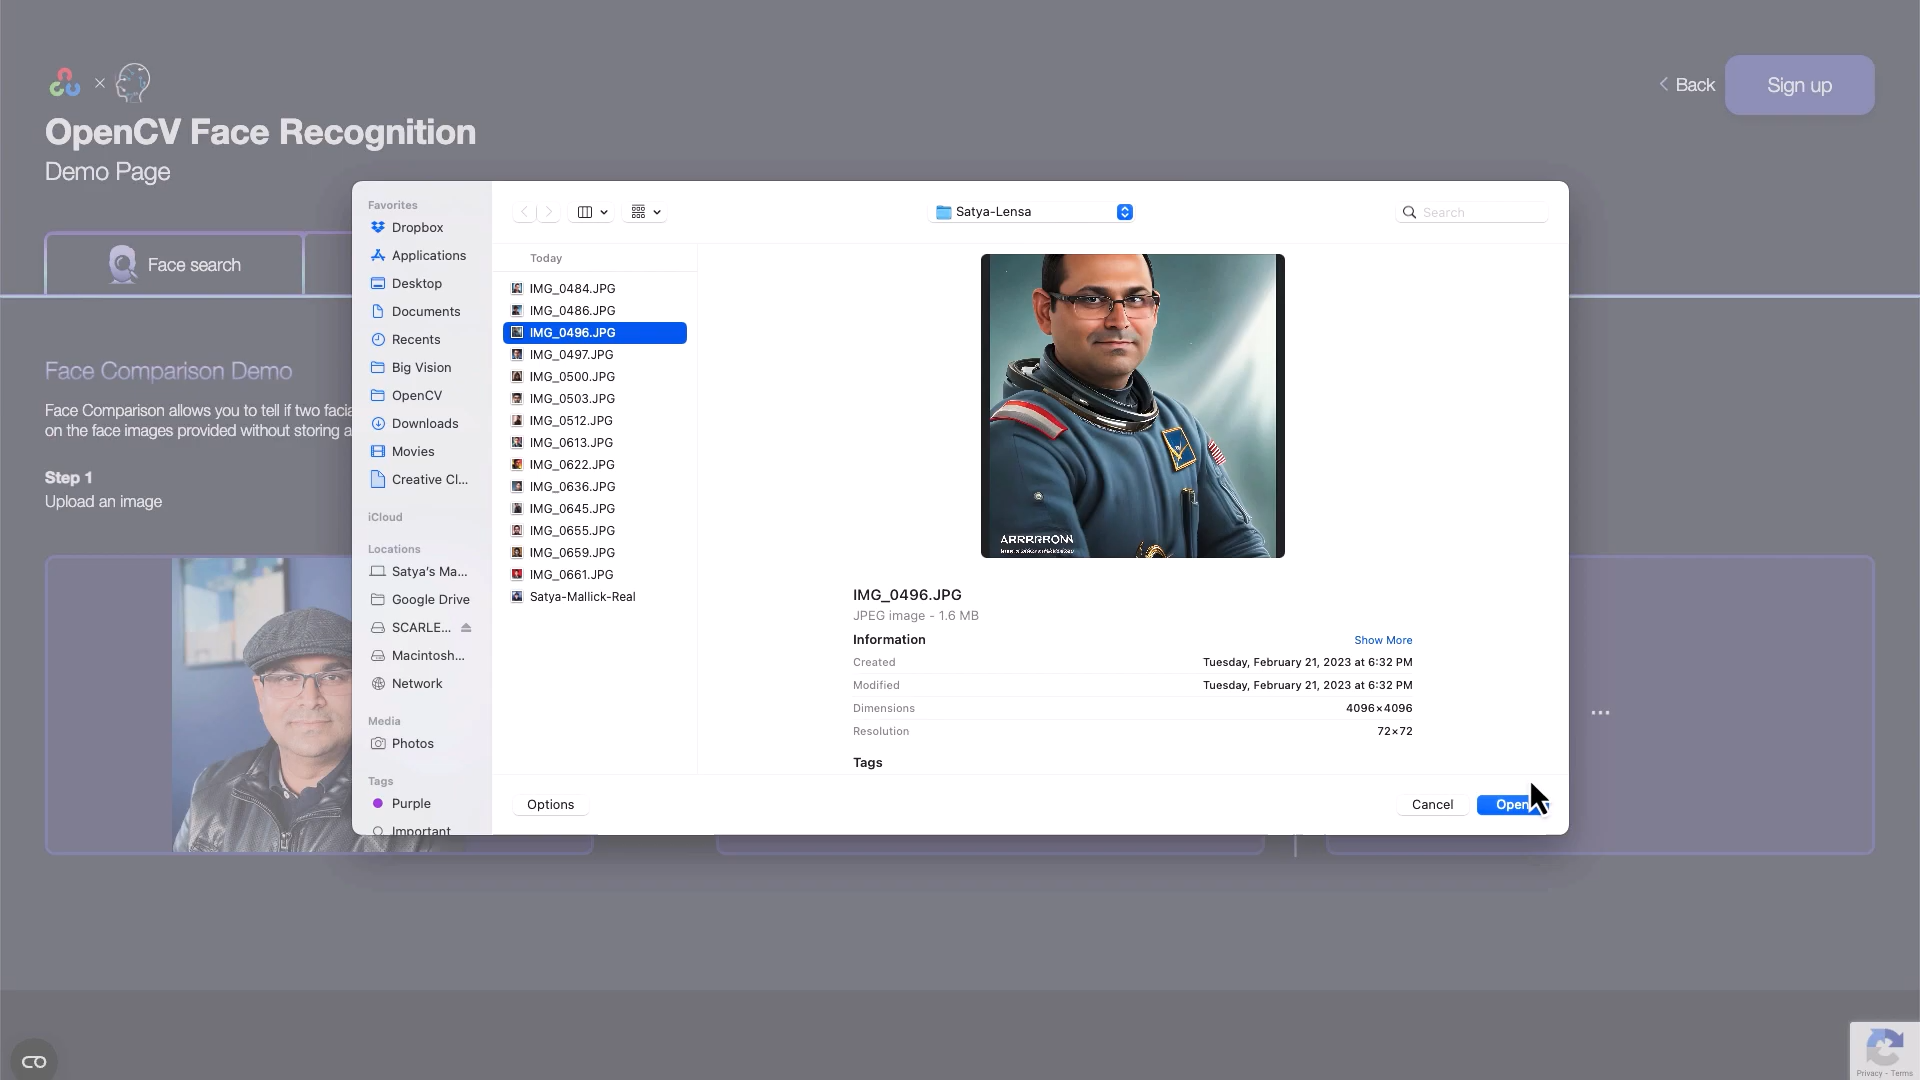 ×
OpenCV Face Recognition
Demo Page
Back
Sign up
Face search
Face Comparison Demo
Face Comparison allows you to tell if two facia
on the face images provided without storing a
Step 1
Upload an image
Favorites
Dropbox
Applications
Desktop
Documents
Recents
Big Vision
OpenCV
Downloads
Movies
Creative Cl...
iCloud
Locations
Satya's Ma...
Google Drive
SCARLE...
Macintosh...
Network
Media
Photos
Tags
Purple
Important
Satya-Lensa
Search
Today
IMG_0484.JPG
IMG_0486.JPG
IMG_0496.JPG
IMG_0497.JPG
IMG_0500.JPG
IMG_0503.JPG
IMG_0512.JPG
IMG_0613.JPG
IMG_0622.JPG
IMG_0636.JPG
IMG_0645.JPG
IMG_0655.JPG
IMG_0659.JPG
IMG_0661.JPG
Satya-Mallick-Real
ARRRRRONN
IMG_0496.JPG
JPEG image - 1.6 MB
Information
Show More
Created
Tuesday, February 21, 2023 at 6:32 PM
Modified
Tuesday, February 21, 2023 at 6:32 PM
Dimensions
4096×4096
Resolution
72×72
Tags
Options
Cancel
Open
...
Privacy - Terms